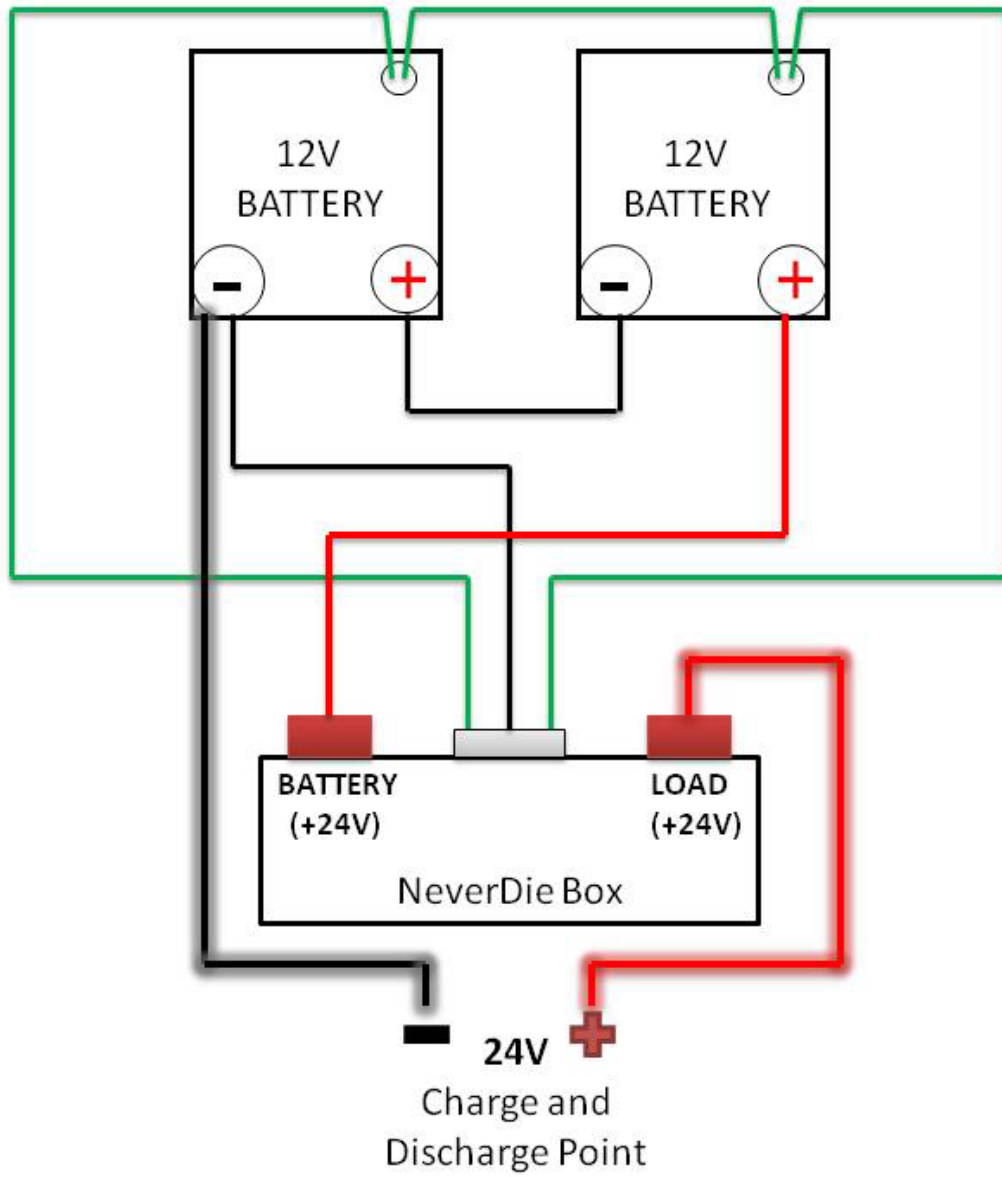 12V
BATTERY
-
+
12V
BATTERY
-
+
BATTERY
(+24V)
LOAD
(+24V)
NeverDie Box
- 24V +
Charge and
Discharge Point